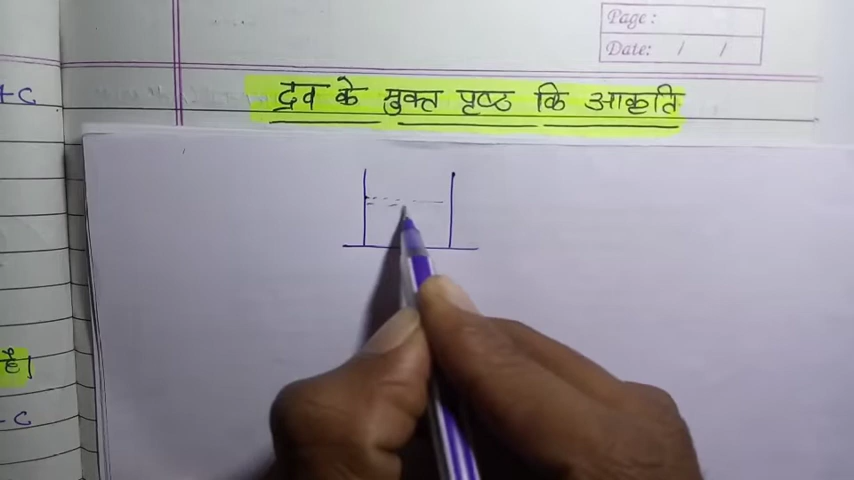 Page:
Date: / /
+C
द्रव के मुक्त पृष्ठ कि आकृति
है।
- C